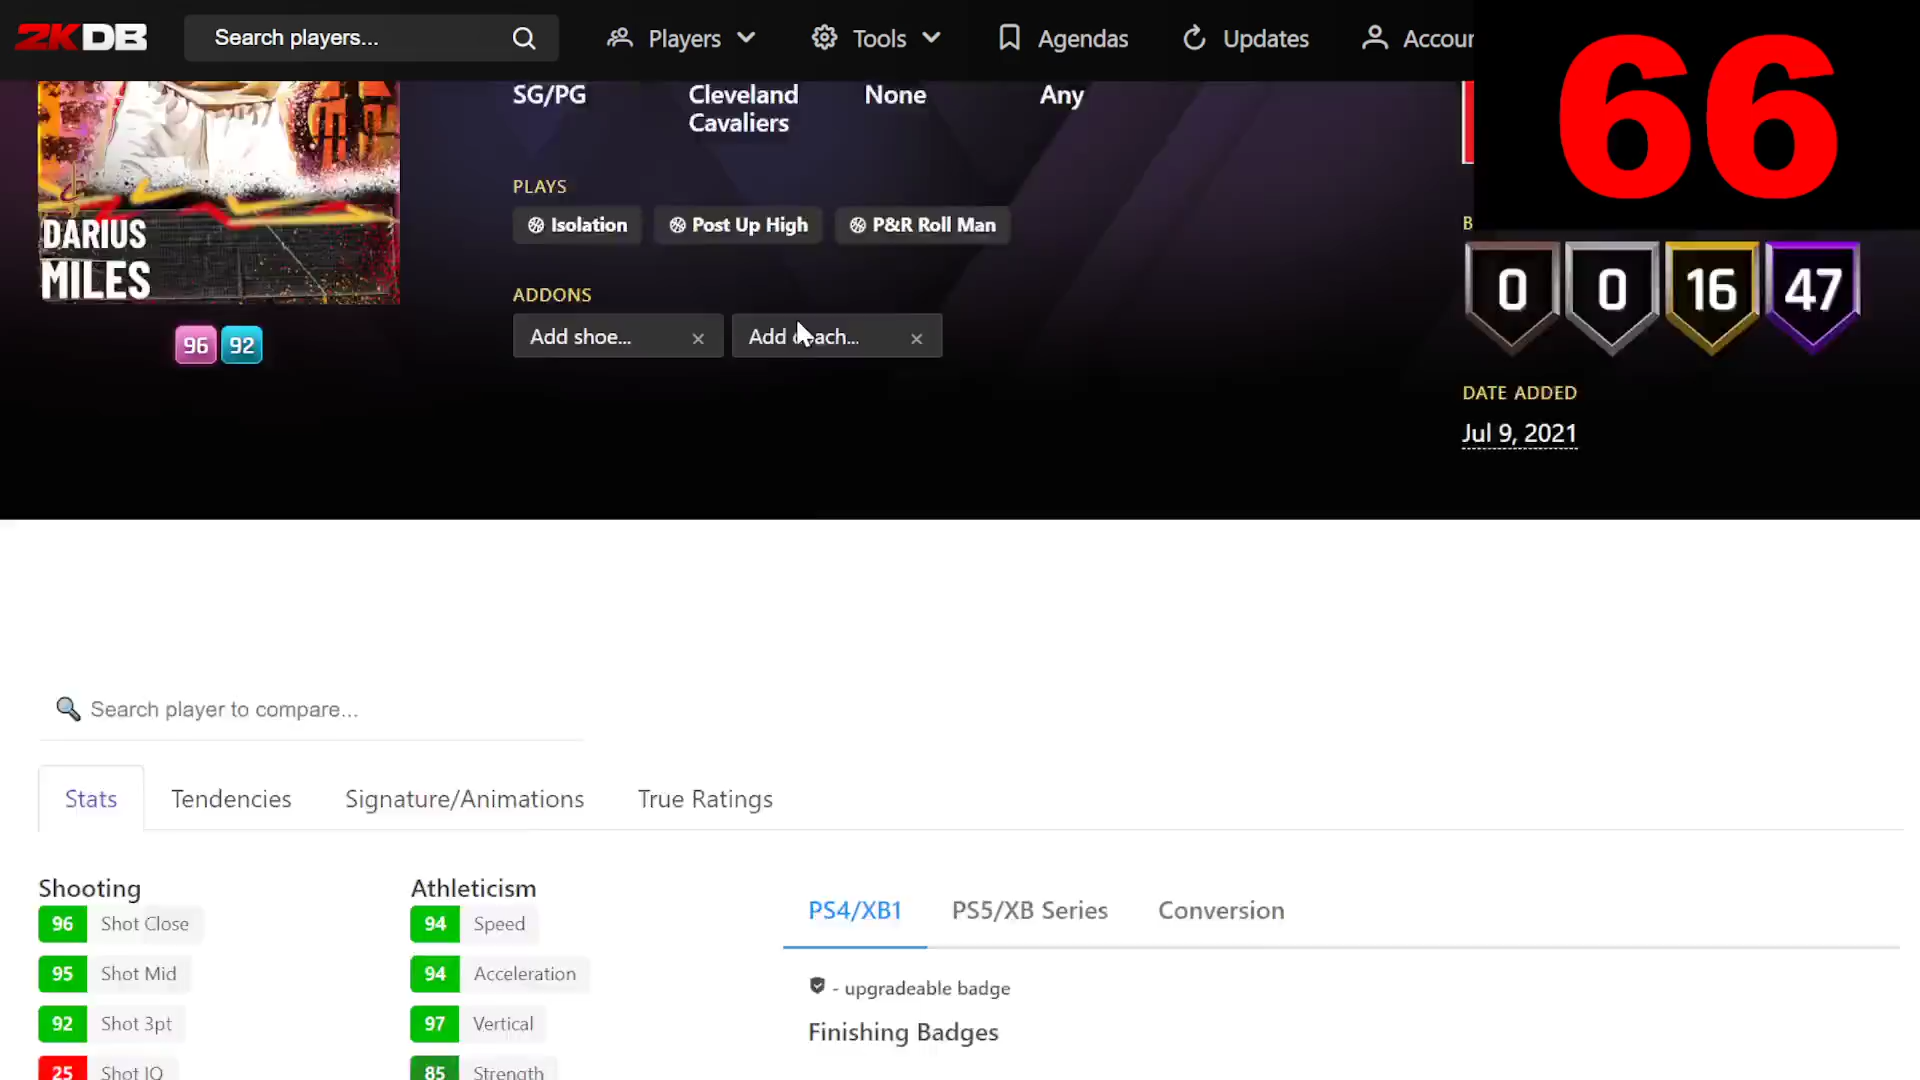 2KDB
Search players...
Players
Tools
Agendas
Updates
Accoun
66
SG/PG
Cleveland
Cavaliers
None
Any
PLAYS
Isolation
Post Up High
P&R Roll Man
B
ADDONS
Add shoe... ×
Add coach... ×
0
0
16
47
DARIUS
MILES
96
92
DATE ADDED
Jul 9, 2021
Search player to compare...
Stats
Tendencies
Signature/Animations
True Ratings
Shooting
96 Shot Close
95 Shot Mid
92 Shot 3pt
25 Shot IQ
Athleticism
94 Speed
94 Acceleration
97 Vertical
85 Strength
PS4/XB1
PS5/XB Series
Conversion
- upgradeable badge
Finishing Badges